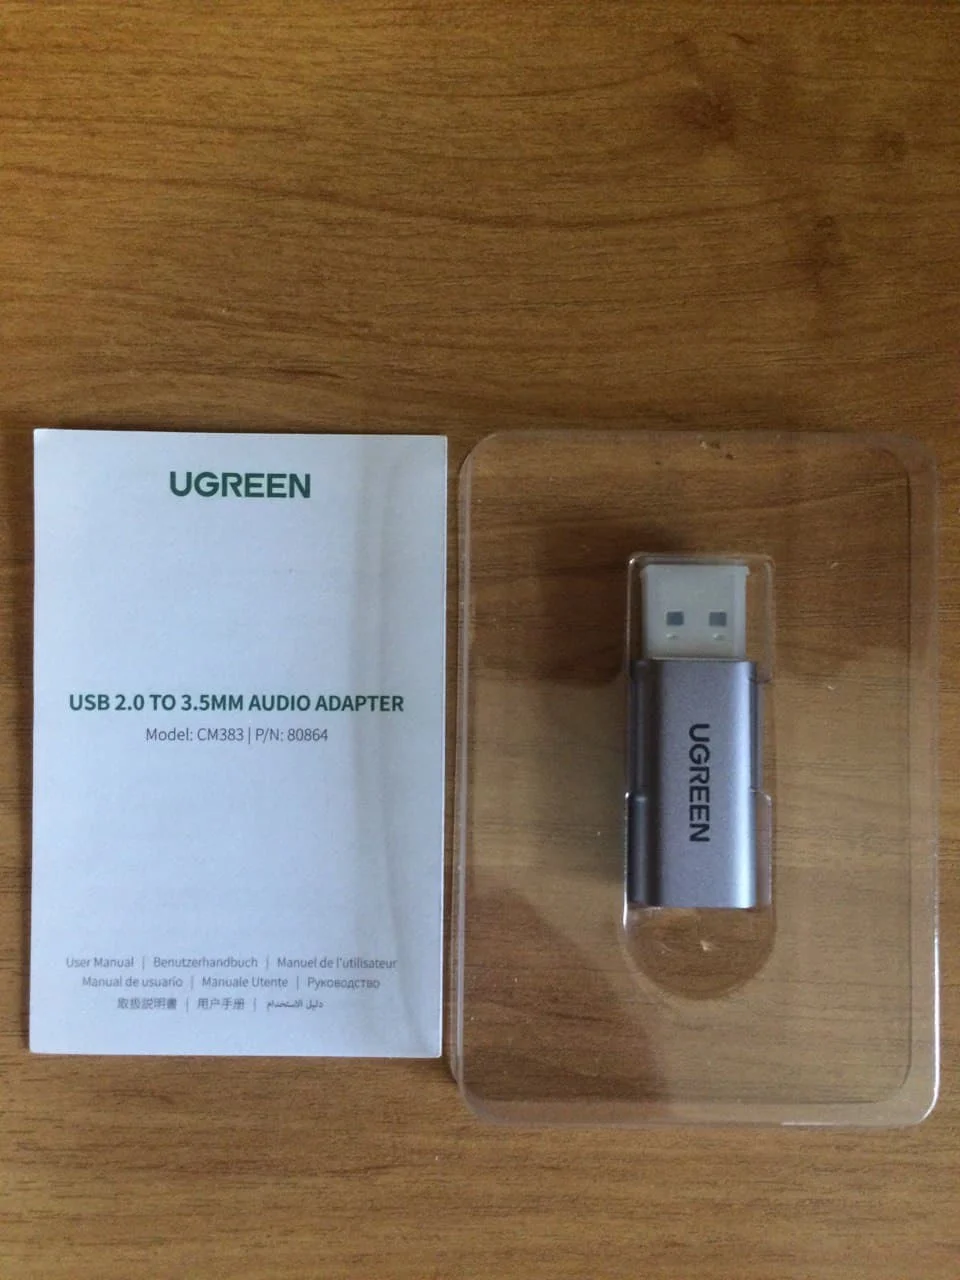 UGREEN
USB 2.0 TO 3.5MM AUDIO ADAPTER
Model: CM383 | P/N: 80864
User Manual | Benutzerhandbuch | Manuel de l'utilisateur
Manual de usuario | Manuale Utente | Руководство
取扱説明書 | 用户手册 | دليل الاستخدام
UGREEN